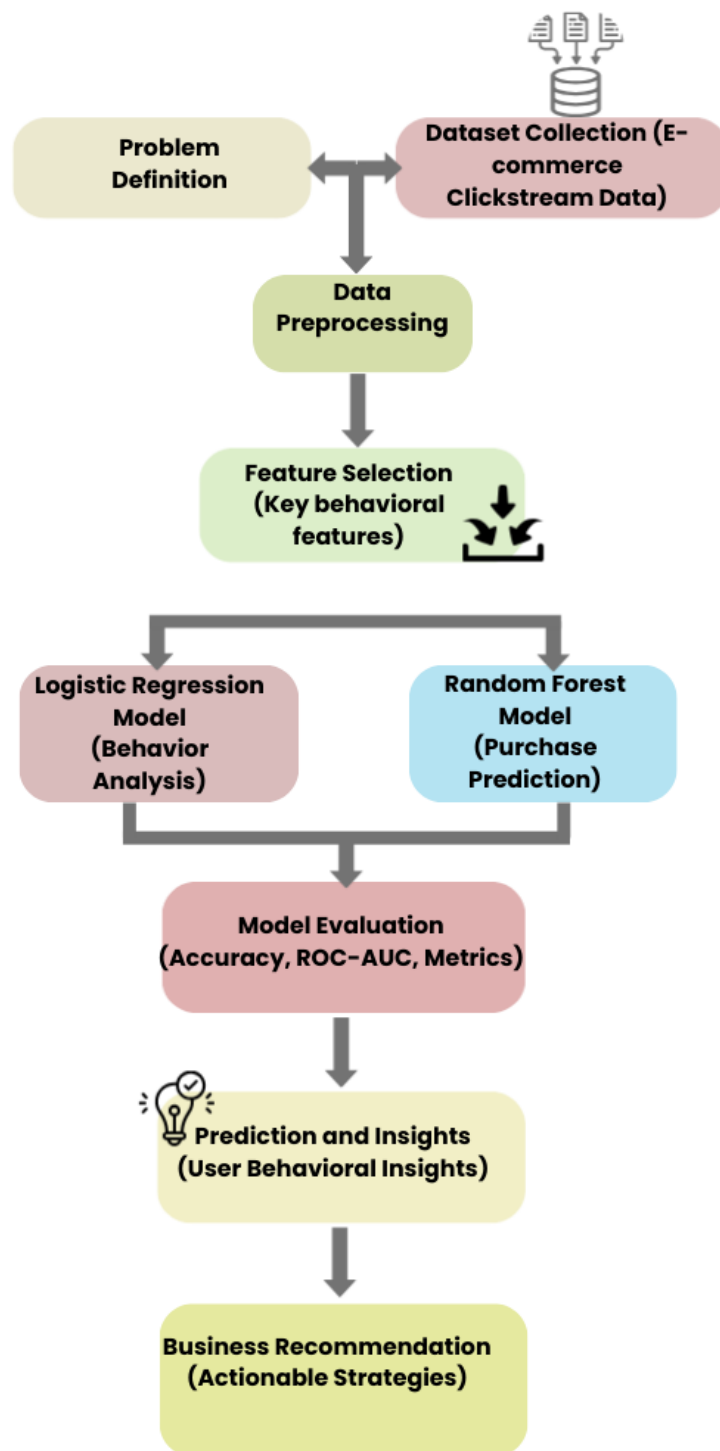 Problem
Definition
Dataset Collection (E-
commerce
Clickstream Data)
Data
Preprocessing
Feature Selection
(Key behavioral
features)
Logistic Regression
Model
(Behavior
Analysis)
Random Forest
Model
(Purchase
Prediction)
Model Evaluation
(Accuracy, ROC-AUC, Metrics)
Prediction and Insights
(User Behavioral Insights)
Business Recommendation
(Actionable Strategies)